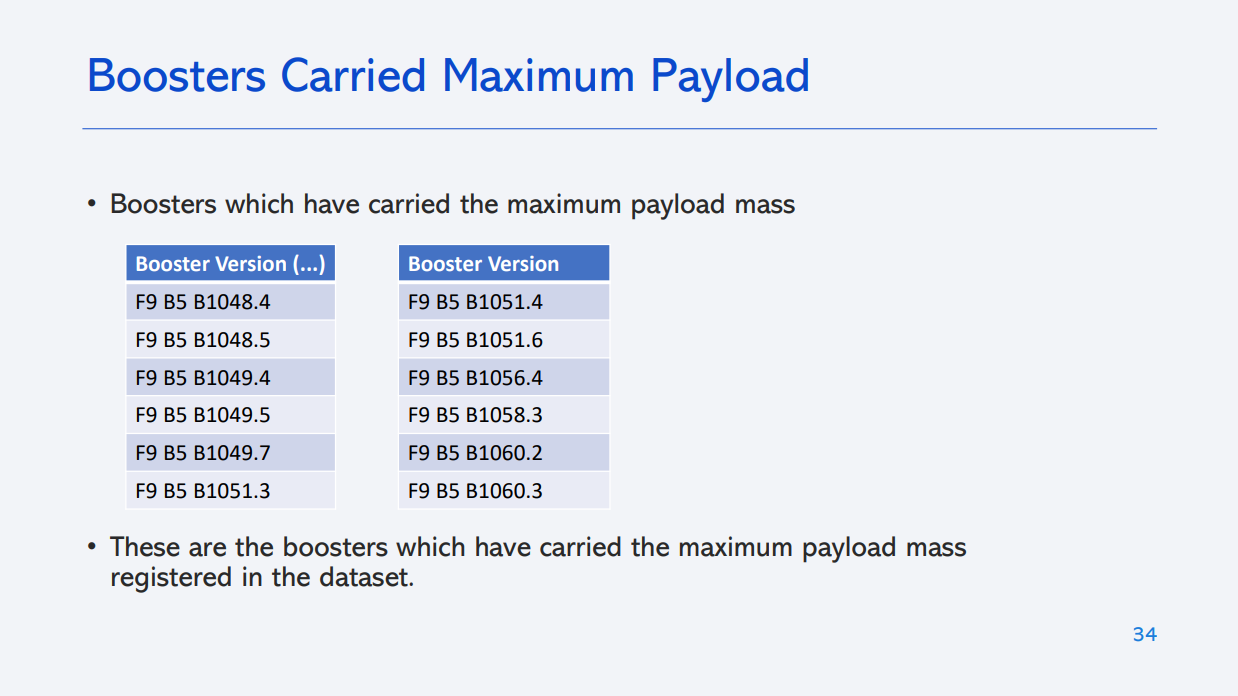 Boosters Carried Maximum Payload
• Boosters which have carried the maximum payload mass
Booster Version (...)
F9 B5 B1048.4
F9 B5 B1048.5
F9 B5 B1049.4
F9 B5 B1049.5
F9 B5 B1049.7
F9 B5 B1051.3
Booster Version
F9 B5 B1051.4
F9 B5 B1051.6
F9 B5 B1056.4
F9 B5 B1058.3
F9 B5 B1060.2
F9 B5 B1060.3
• These are the boosters which have carried the maximum payload mass
registered in the dataset.
34